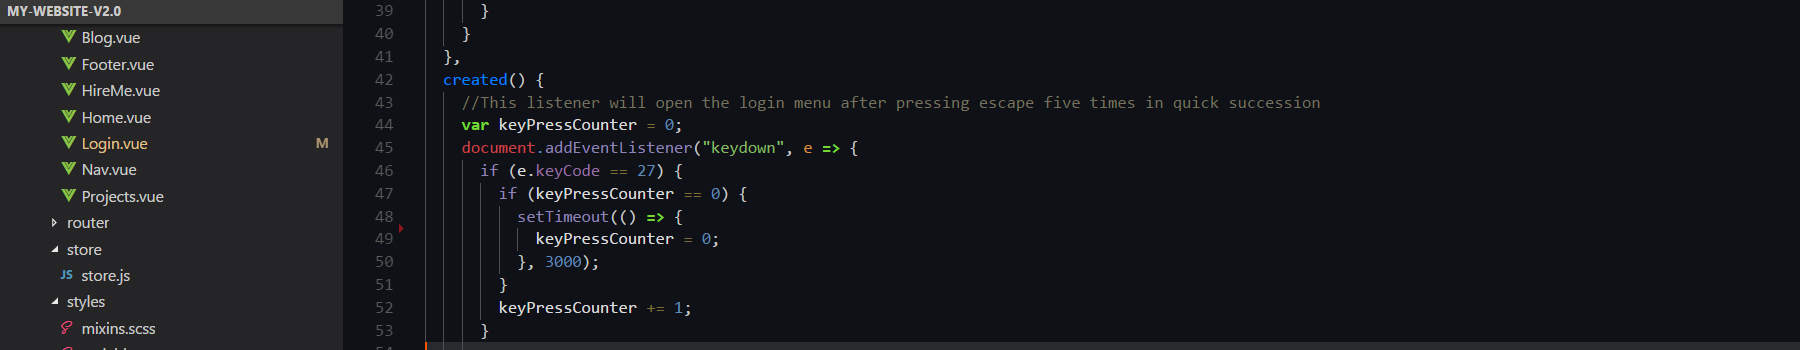 MY-WEBSITE-V2.0
Blog.vue
Footer.vue
HireMe.vue
Home.vue
Login.vue M
Nav.vue
Projects.vue
router
store
JS store.js
styles
mixins.scss
39 }
40 }
41 },
42 created() {
43 //This listener will open the login menu after pressing escape five times in quick succession
44 var keyPressCounter = 0;
45 document.addEventListener("keydown", e => {
46 if (e.keyCode == 27) {
47 if (keyPressCounter == 0) {
48 setTimeout(() => {
49 keyPressCounter = 0;
50 }, 3000);
51 }
52 keyPressCounter += 1;
53 }